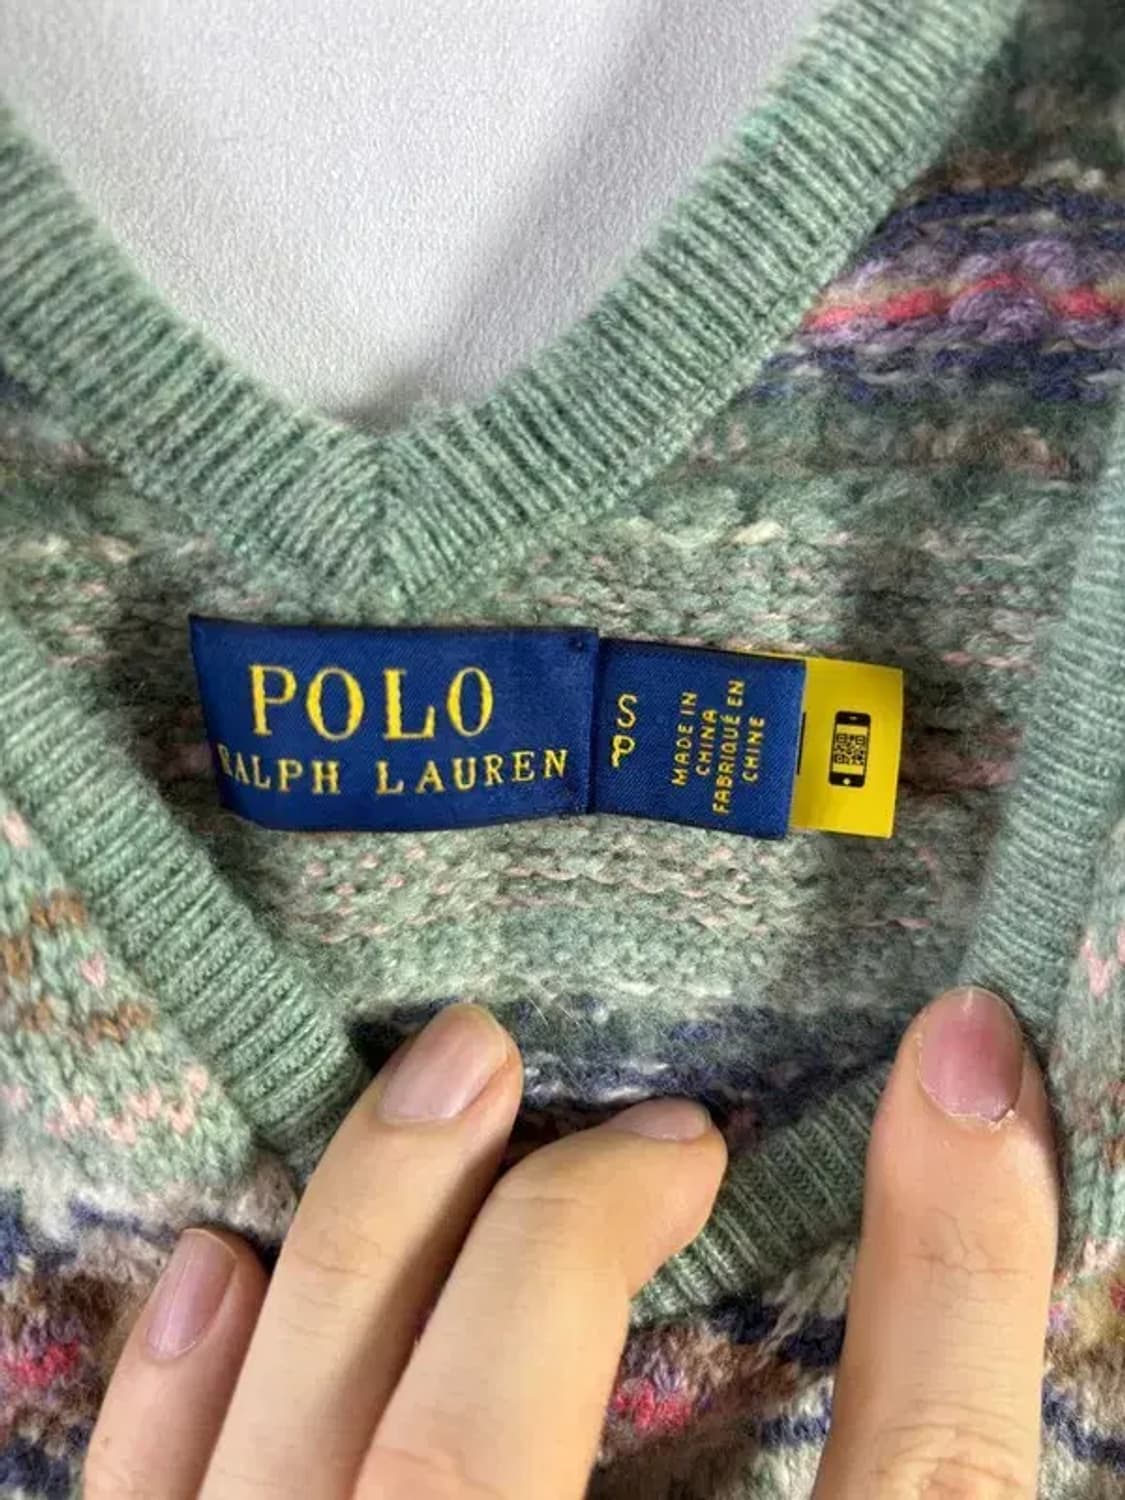 POLO
RALPH LAUREN
S
P
MADE IN
CHINA
FABRIQUÉ EN
CHINE